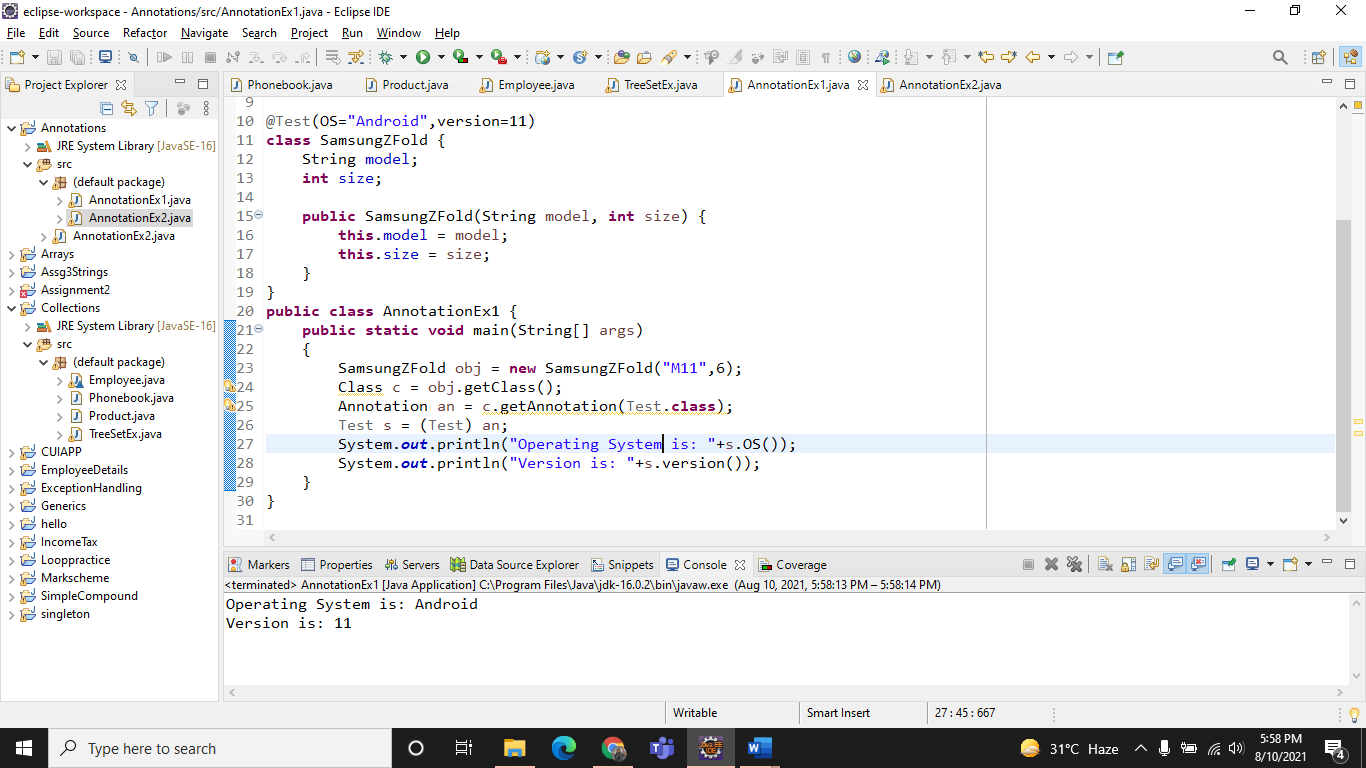 eclipse-workspace - Annotations/src/AnnotationEx1.java - Eclipse IDE
File Edit Source Refactor Navigate Search Project Run Window Help
Project Explorer
Phonebook.java Product.java Employee.java TreeSetEx.java AnnotationEx1.java AnnotationEx2.java
Annotations
JRE System Library [JavaSE-16]
src
(default package)
AnnotationEx1.java
AnnotationEx2.java
AnnotationEx2.java
Arrays
Assg3Strings
Assignment2
Collections
JRE System Library [JavaSE-16]
src
(default package)
Employee.java
Phonebook.java
Product.java
TreeSetEx.java
CUIAPP
EmployeeDetails
ExceptionHandling
Generics
hello
IncomeTax
Looppractice
Markscheme
SimpleCompound
singleton
9
10 @Test(OS="Android",version=11)
11 class SamsungZFold {
12 String model;
13 int size;
14
15 public SamsungZFold(String model, int size) {
16 this.model = model;
17 this.size = size;
18 }
19 }
20 public class AnnotationEx1 {
21 public static void main(String[] args)
22 {
23 SamsungZFold obj = new SamsungZFold("M11",6);
24 Class c = obj.getClass();
25 Annotation an = c.getAnnotation(Test.class);
26 Test s = (Test) an;
27 System.out.println("Operating System is: "+s.OS());
28 System.out.println("Version is: "+s.version());
29 }
30 }
31
Markers Properties Servers Data Source Explorer Snippets Console Coverage
<terminated> AnnotationEx1 [Java Application] C:\Program Files\Java\jdk-16.0.2\bin\javaw.exe (Aug 10, 2021, 5:58:13 PM – 5:58:14 PM)
Operating System is: Android
Version is: 11
Writable Smart Insert 27 : 45 : 667
Type here to search
31°C Haze
5:58 PM
8/10/2021
4